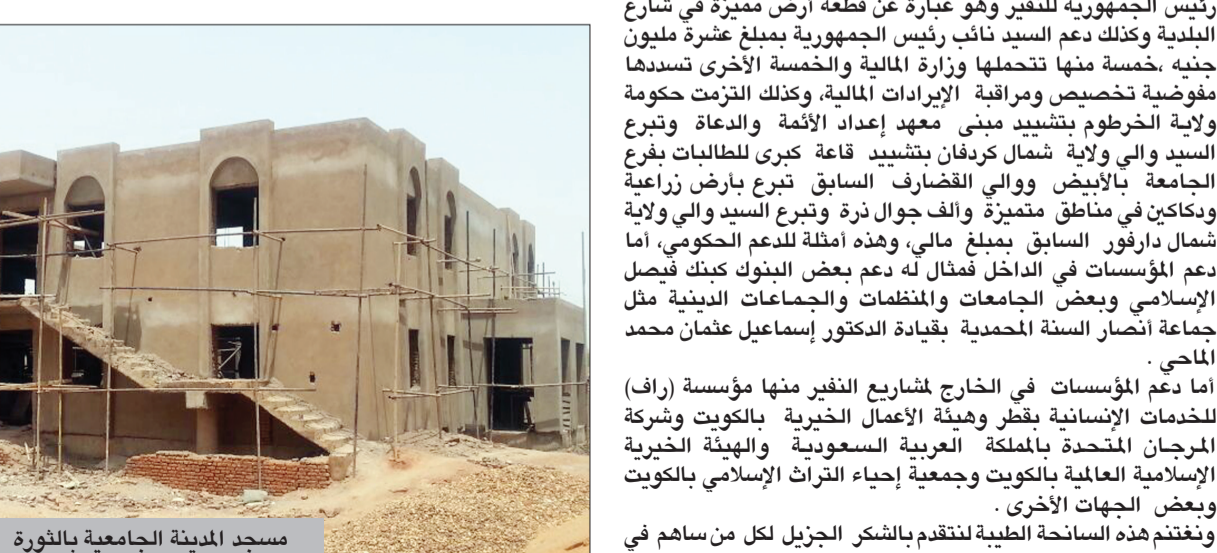 رئيس الجمهورية للنفير وهو عبارة عن قطعة أرض مميزة في شارع
البلدية وكذلك دعم السيد نائب رئيس الجمهورية بمبلغ عشرة مليون
جنيه ،خمسة منها تتحملها وزارة المالية والخمسة الأخرى تسددها
مفوضية تخصيص ومراقبة الإيرادات المالية، وكذلك التزمت حكومة
ولاية الخرطوم بتشييد مبنى معهد إعداد الأئمة والدعاة وتبرع
السيد والي ولاية شمال كردفان بتشييد قاعة كبرى للطالبات بفرع
الجامعة بالأبيض ووالي القضارف السابق تبرع بأرض زراعية
ودكاكين في مناطق متميزة وألف جوال ذرة وتبرع السيد والي ولاية
شمال دارفور السابق بمبلغ مالي، وهذه أمثلة للدعم الحكومي، أما
دعم المؤسسات في الداخل فمثال له دعم بعض البنوك كبنك فيصل
الإسلامي وبعض الجامعات والمنظمات والجماعات الدينية مثل
جماعة أنصار السنة المحمدية بقيادة الدكتور إسماعيل عثمان محمد
الماحي .
أما دعم المؤسسات في الخارج لمشاريع النفير منها مؤسسة (راف)
للخدمات الإنسانية بقطر وهيئة الأعمال الخيرية بالكويت وشركة
المرجان المتحدة بالملكة العربية السعودية والهيئة الخيرية
الإسلامية العالمية بالكويت وجمعية إحياء التراث الإسلامي بالكويت
وبعض الجهات الأخرى .
ونغتنم هذه السانحة الطيبة لنتقدم بالشكر الجزيل لكل من ساهم في
مسجد المدينة الجامعية بالثورة